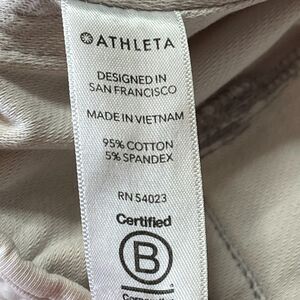 ATHLETA
DESIGNED IN
SAN FRANCISCO
MADE IN VIETNAM
95% COTTON
5% SPANDEX
RN 54023
Certified
B